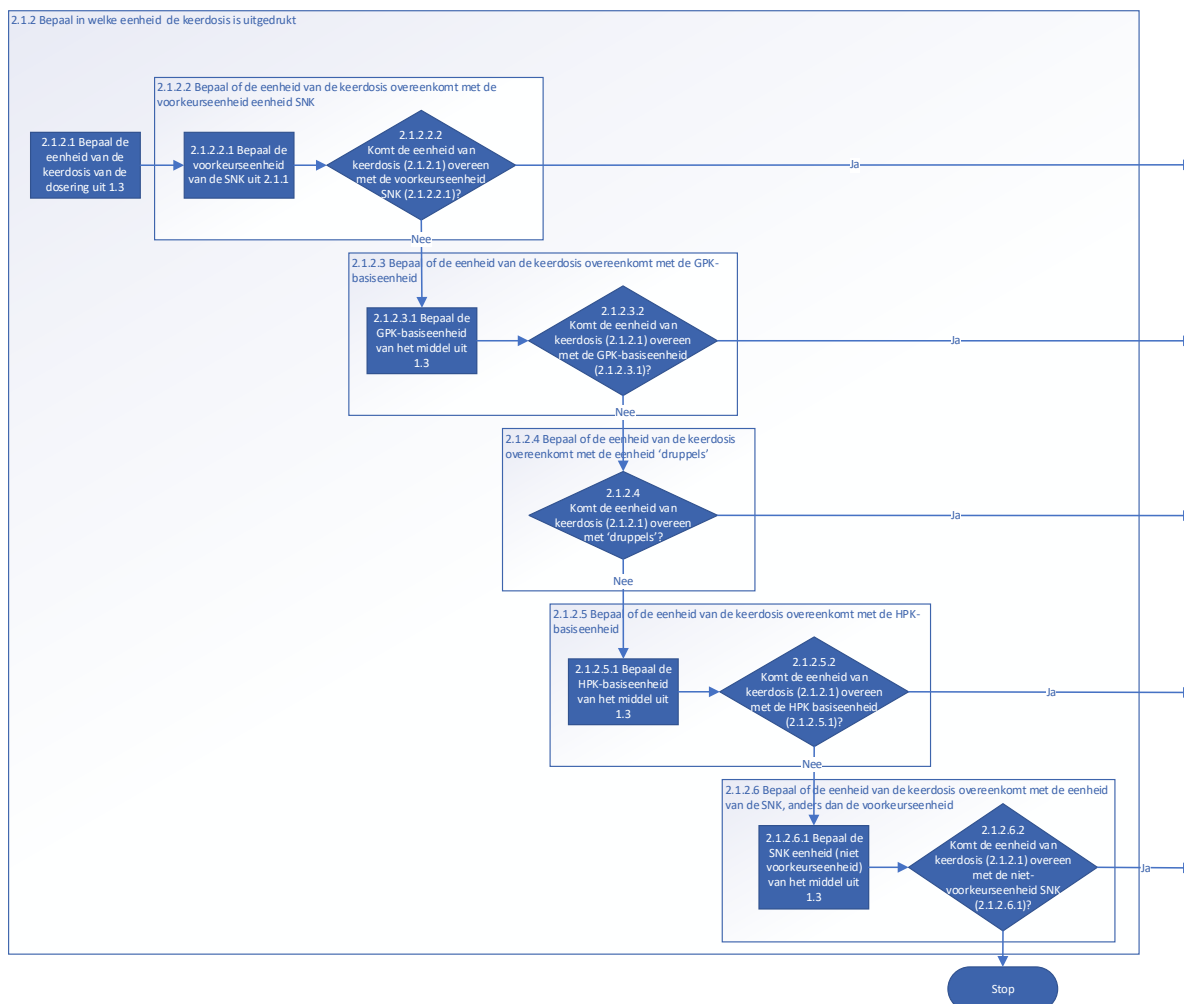 2.1.2 Bepaal in welke eenheid de keerdosis is uitgedrukt
2.1.2.2 Bepaal of de eenheid van de keerdosis overeenkomt met de
voorkeurseenheid eenheid SNK
2.1.2.1 Bepaal de
eenheid van de
keerdosis van de
dosering uit 1.3
2.1.2.2.1 Bepaal de
voorkeurseenheid
van de SNK uit 2.1.1
2.1.2.2.2
Komt de eenheid van
keerdosis (2.1.2.1) overeen
met de voorkeurseenheid
SNK (2.1.2.2.1)?
Ja
Nee
2.1.2.3 Bepaal of de eenheid van de keerdosis overeenkomt met de GPK-
basiseenheid
2.1.2.3.1 Bepaal de
GPK-basiseenheid
van het middel uit
1.3
2.1.2.3.2
Komt de eenheid van
keerdosis (2.1.2.1) overeen
met de GPK-basiseenheid
(2.1.2.3.1)?
Ja
Nee
2.1.2.4 Bepaal of de eenheid van de keerdosis
overeenkomt met de eenheid ‘druppels’
2.1.2.4
Komt de eenheid van
keerdosis (2.1.2.1) overeen
met ‘druppels’?
Ja
Nee
2.1.2.5 Bepaal of de eenheid van de keerdosis overeenkomt met de HPK-
basiseenheid
2.1.2.5.1 Bepaal de
HPK-basiseenheid
van het middel uit
1.3
2.1.2.5.2
Komt de eenheid van
keerdosis (2.1.2.1) overeen
met de HPK basiseenheid
(2.1.2.5.1)?
Ja
Nee
2.1.2.6 Bepaal of de eenheid van de keerdosis overeenkomt met de eenheid
van de SNK, anders dan de voorkeurseenheid
2.1.2.6.1 Bepaal de
SNK eenheid (niet
voorkeurseenheid)
van het middel uit
1.3
2.1.2.6.2
Komt de eenheid van
keerdosis (2.1.2.1) overeen
met de niet-
voorkeurseenheid SNK
(2.1.2.6.1)?
Ja
Stop